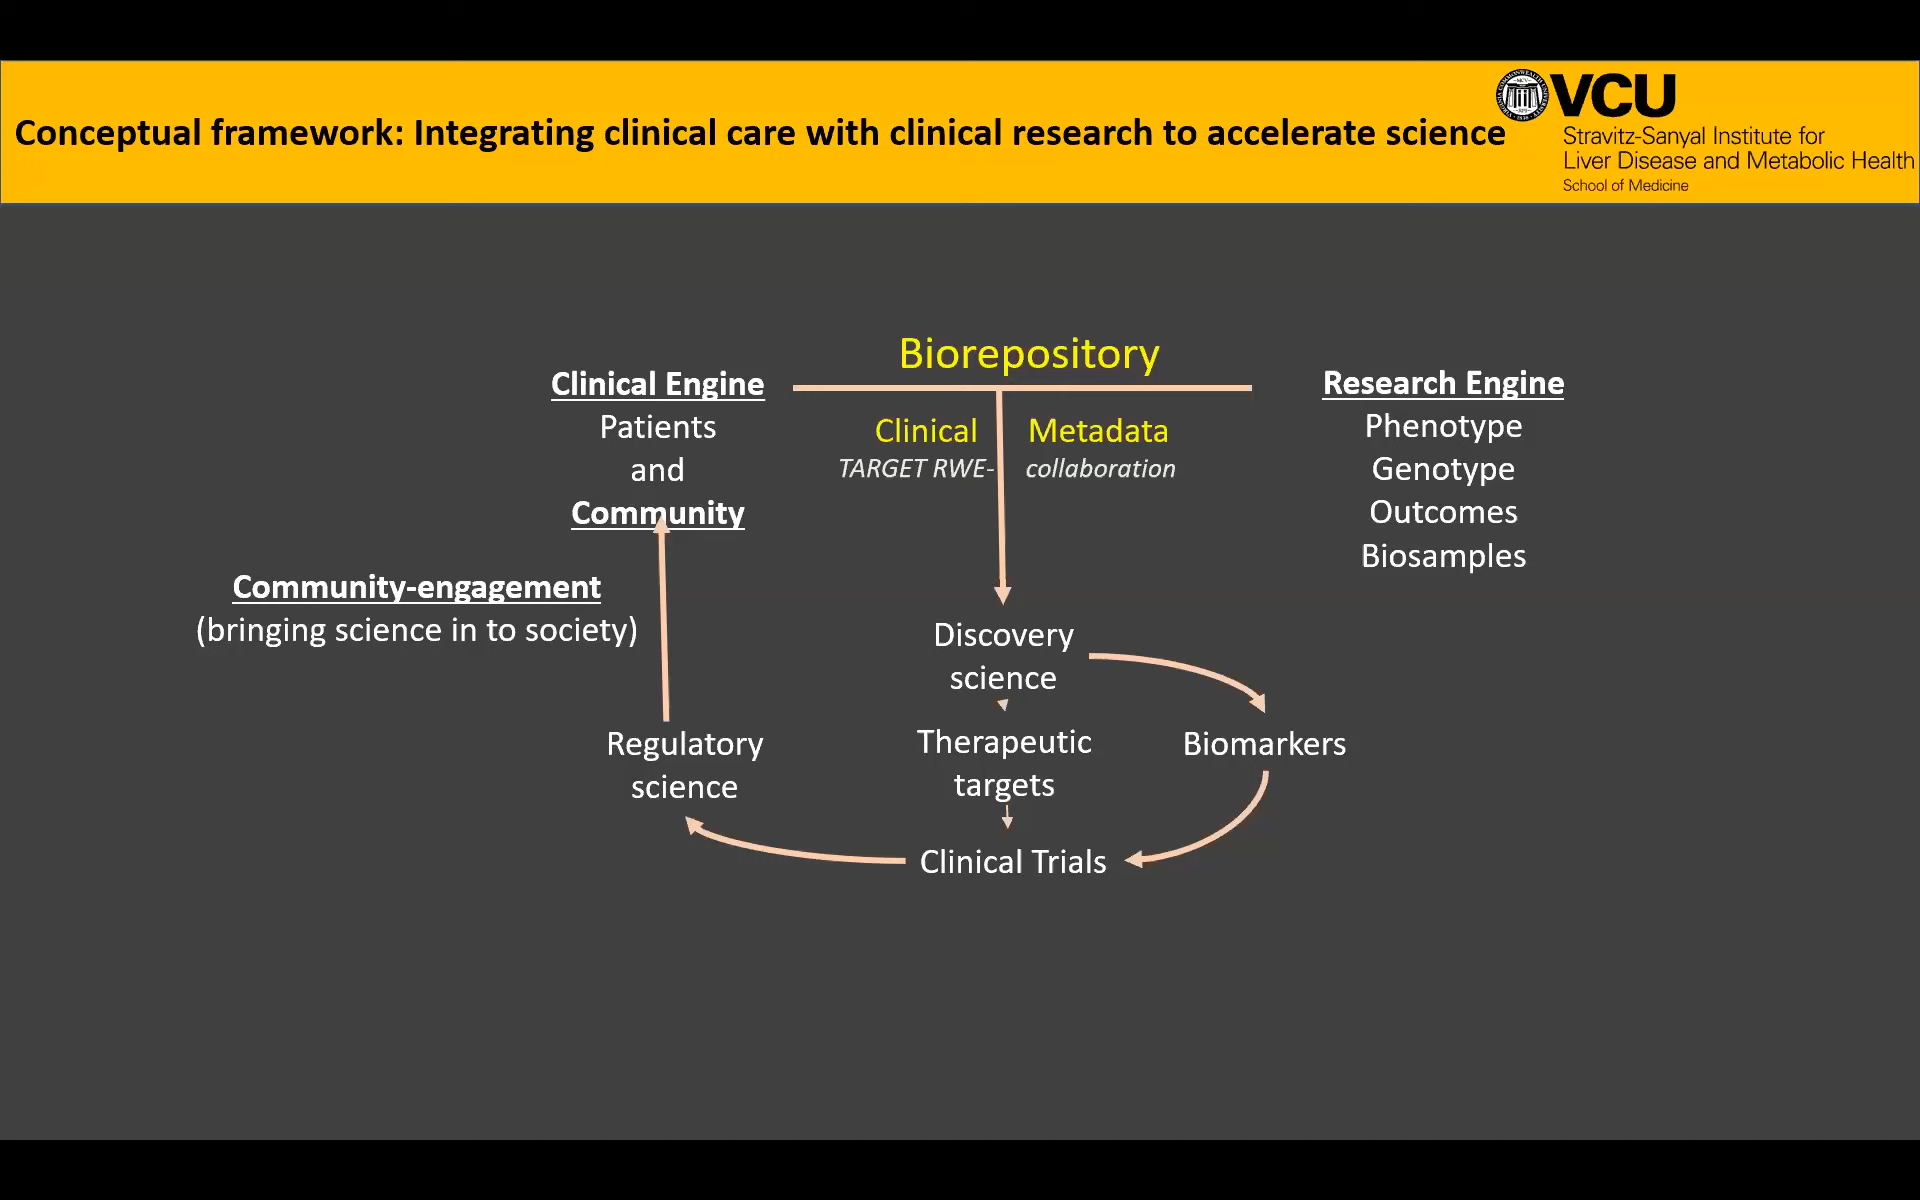 Conceptual framework: Integrating clinical care with clinical research to accelerate science
VCU
Stravitz-Sanyal Institute for
Liver Disease and Metabolic Health
School of Medicine
Biorepository
Clinical Engine
Patients
and
Community
Clinical Metadata
TARGET RWE- collaboration
Research Engine
Phenotype
Genotype
Outcomes
Biosamples
Community-engagement
(bringing science in to society)
Discovery
science
Regulatory
science
Therapeutic
targets
Biomarkers
Clinical Trials